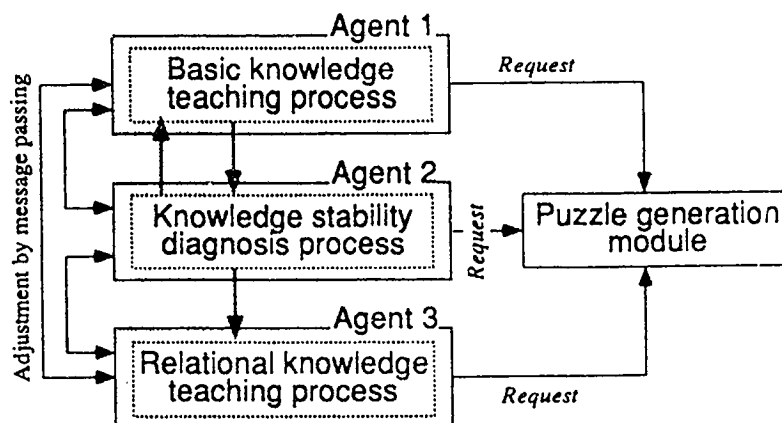 Agent 1
Basic knowledge
teaching process
Request
Adjustment by message passing
Agent 2
Knowledge stability
diagnosis process
Request
Puzzle generation
module
Agent 3
Relational knowledge
teaching process
Request